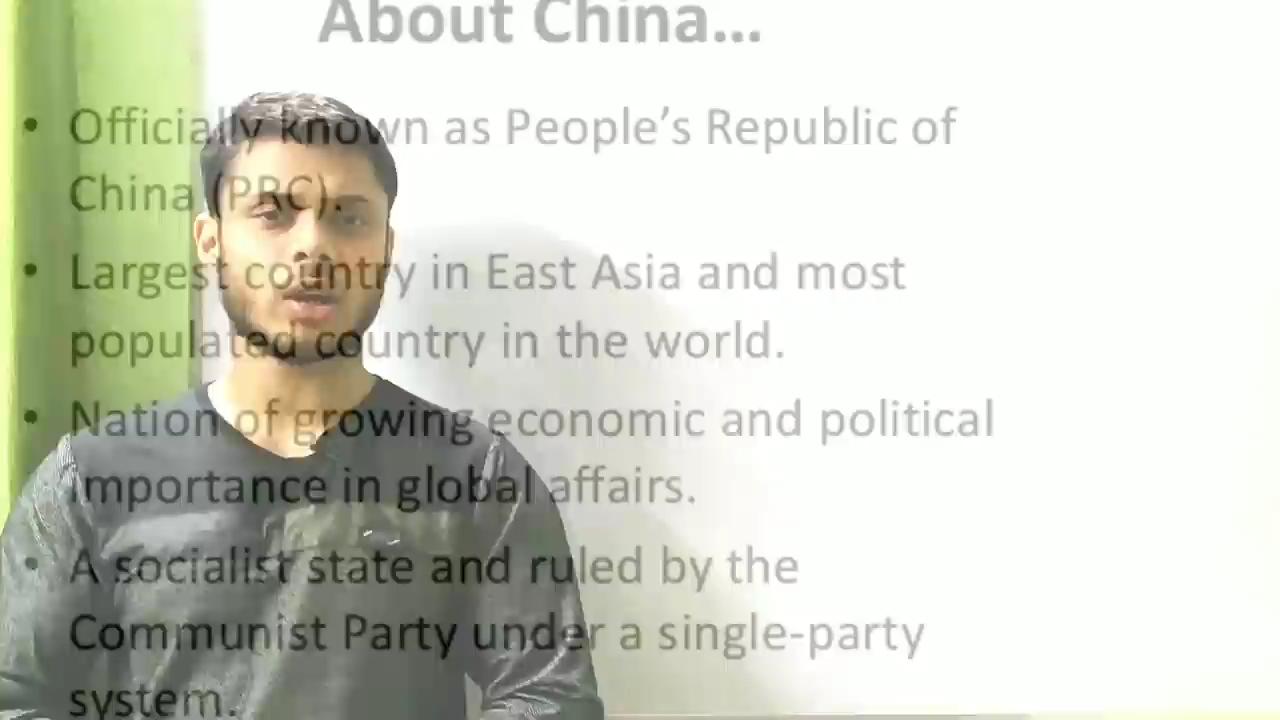 About China...
• Officially known as People's Republic of
China (PRC).
• Largest country in East Asia and most
populated country in the world.
• Nation of growing economic and political
importance in global affairs.
• A socialist state and ruled by the
Communist Party under a single-party
system.